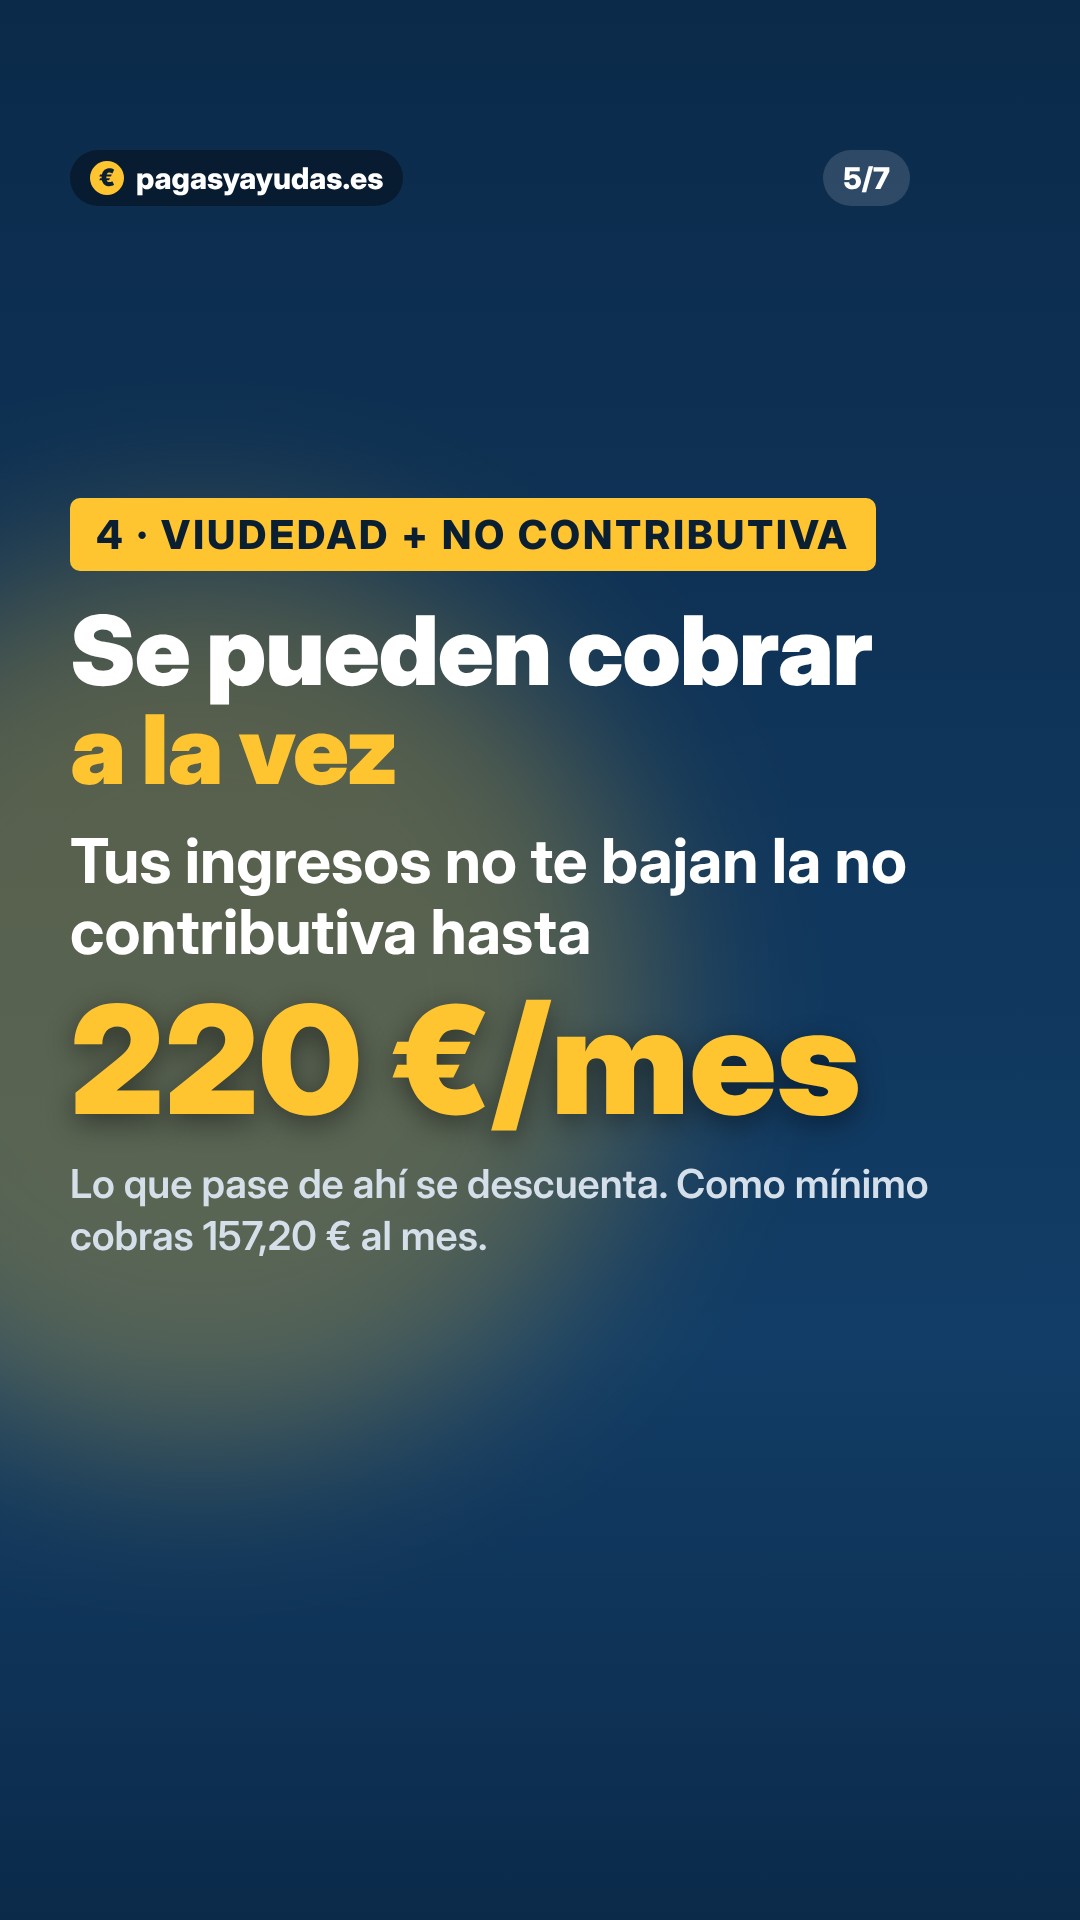 € pagasyayudas.es
5/7
4 · VIUDEDAD + NO CONTRIBUTIVA
Se pueden cobrar
a la vez
Tus ingresos no te bajan la no
contributiva hasta
220 €/mes
Lo que pase de ahí se descuenta. Como mínimo
cobras 157,20 € al mes.